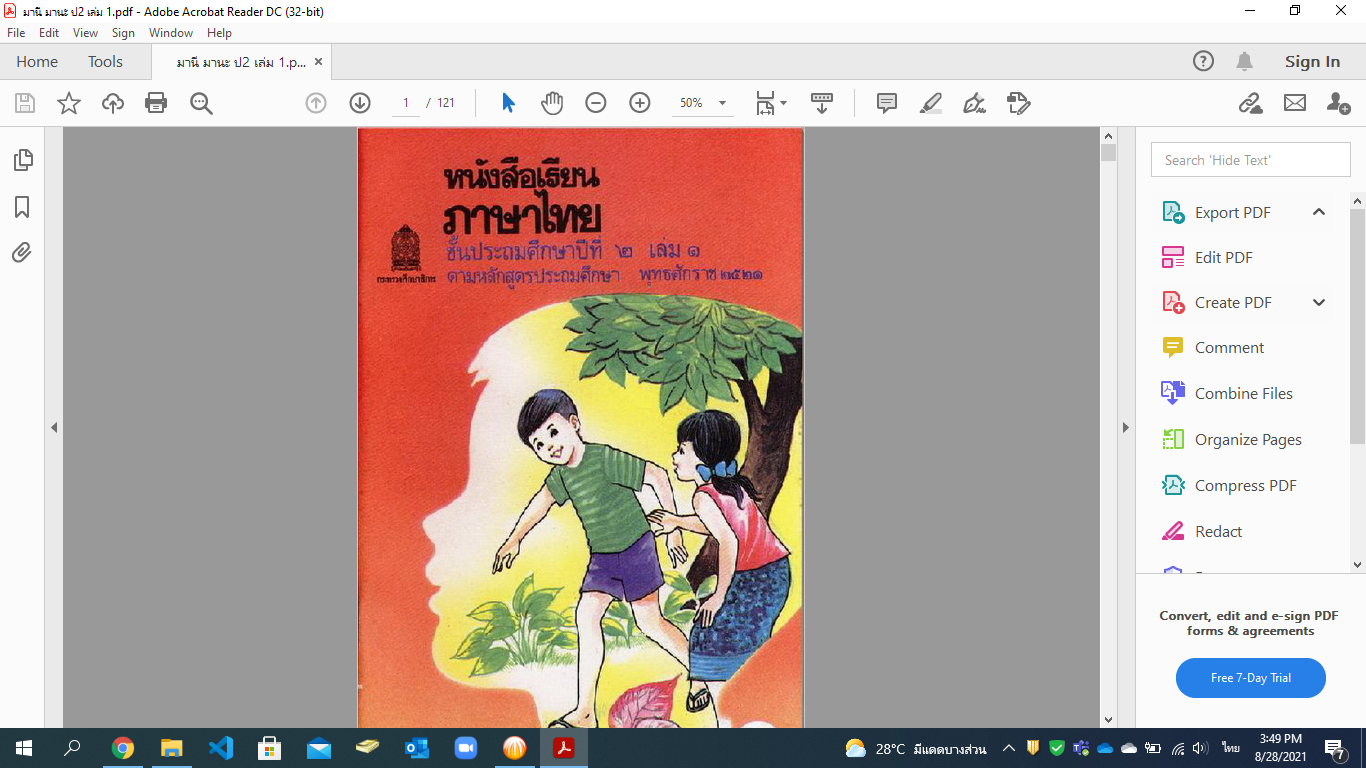 มานี มานะ ป2 เล่ม 1.pdf - Adobe Acrobat Reader DC (32-bit)
File Edit View Sign Window Help
Home Tools มานี มานะ ป2 เล่ม 1.p... Sign In
1 / 121 50%
หนังสือเรียน
ภาษาไทย
ชั้นประถมศึกษาปีที่ ๒ เล่ม ๑
กระทรวงศึกษาธิการ
ตามหลักสูตรประถมศึกษา พุทธศักราช ๒๕๒๑
Search 'Hide Text'
Export PDF
Edit PDF
Create PDF
Comment
Combine Files
Organize Pages
Compress PDF
Redact
Convert, edit and e-sign PDF
forms & agreements
Free 7-Day Trial
28°C มีแดดบางส่วน ไทย 3:49 PM
8/28/2021 7